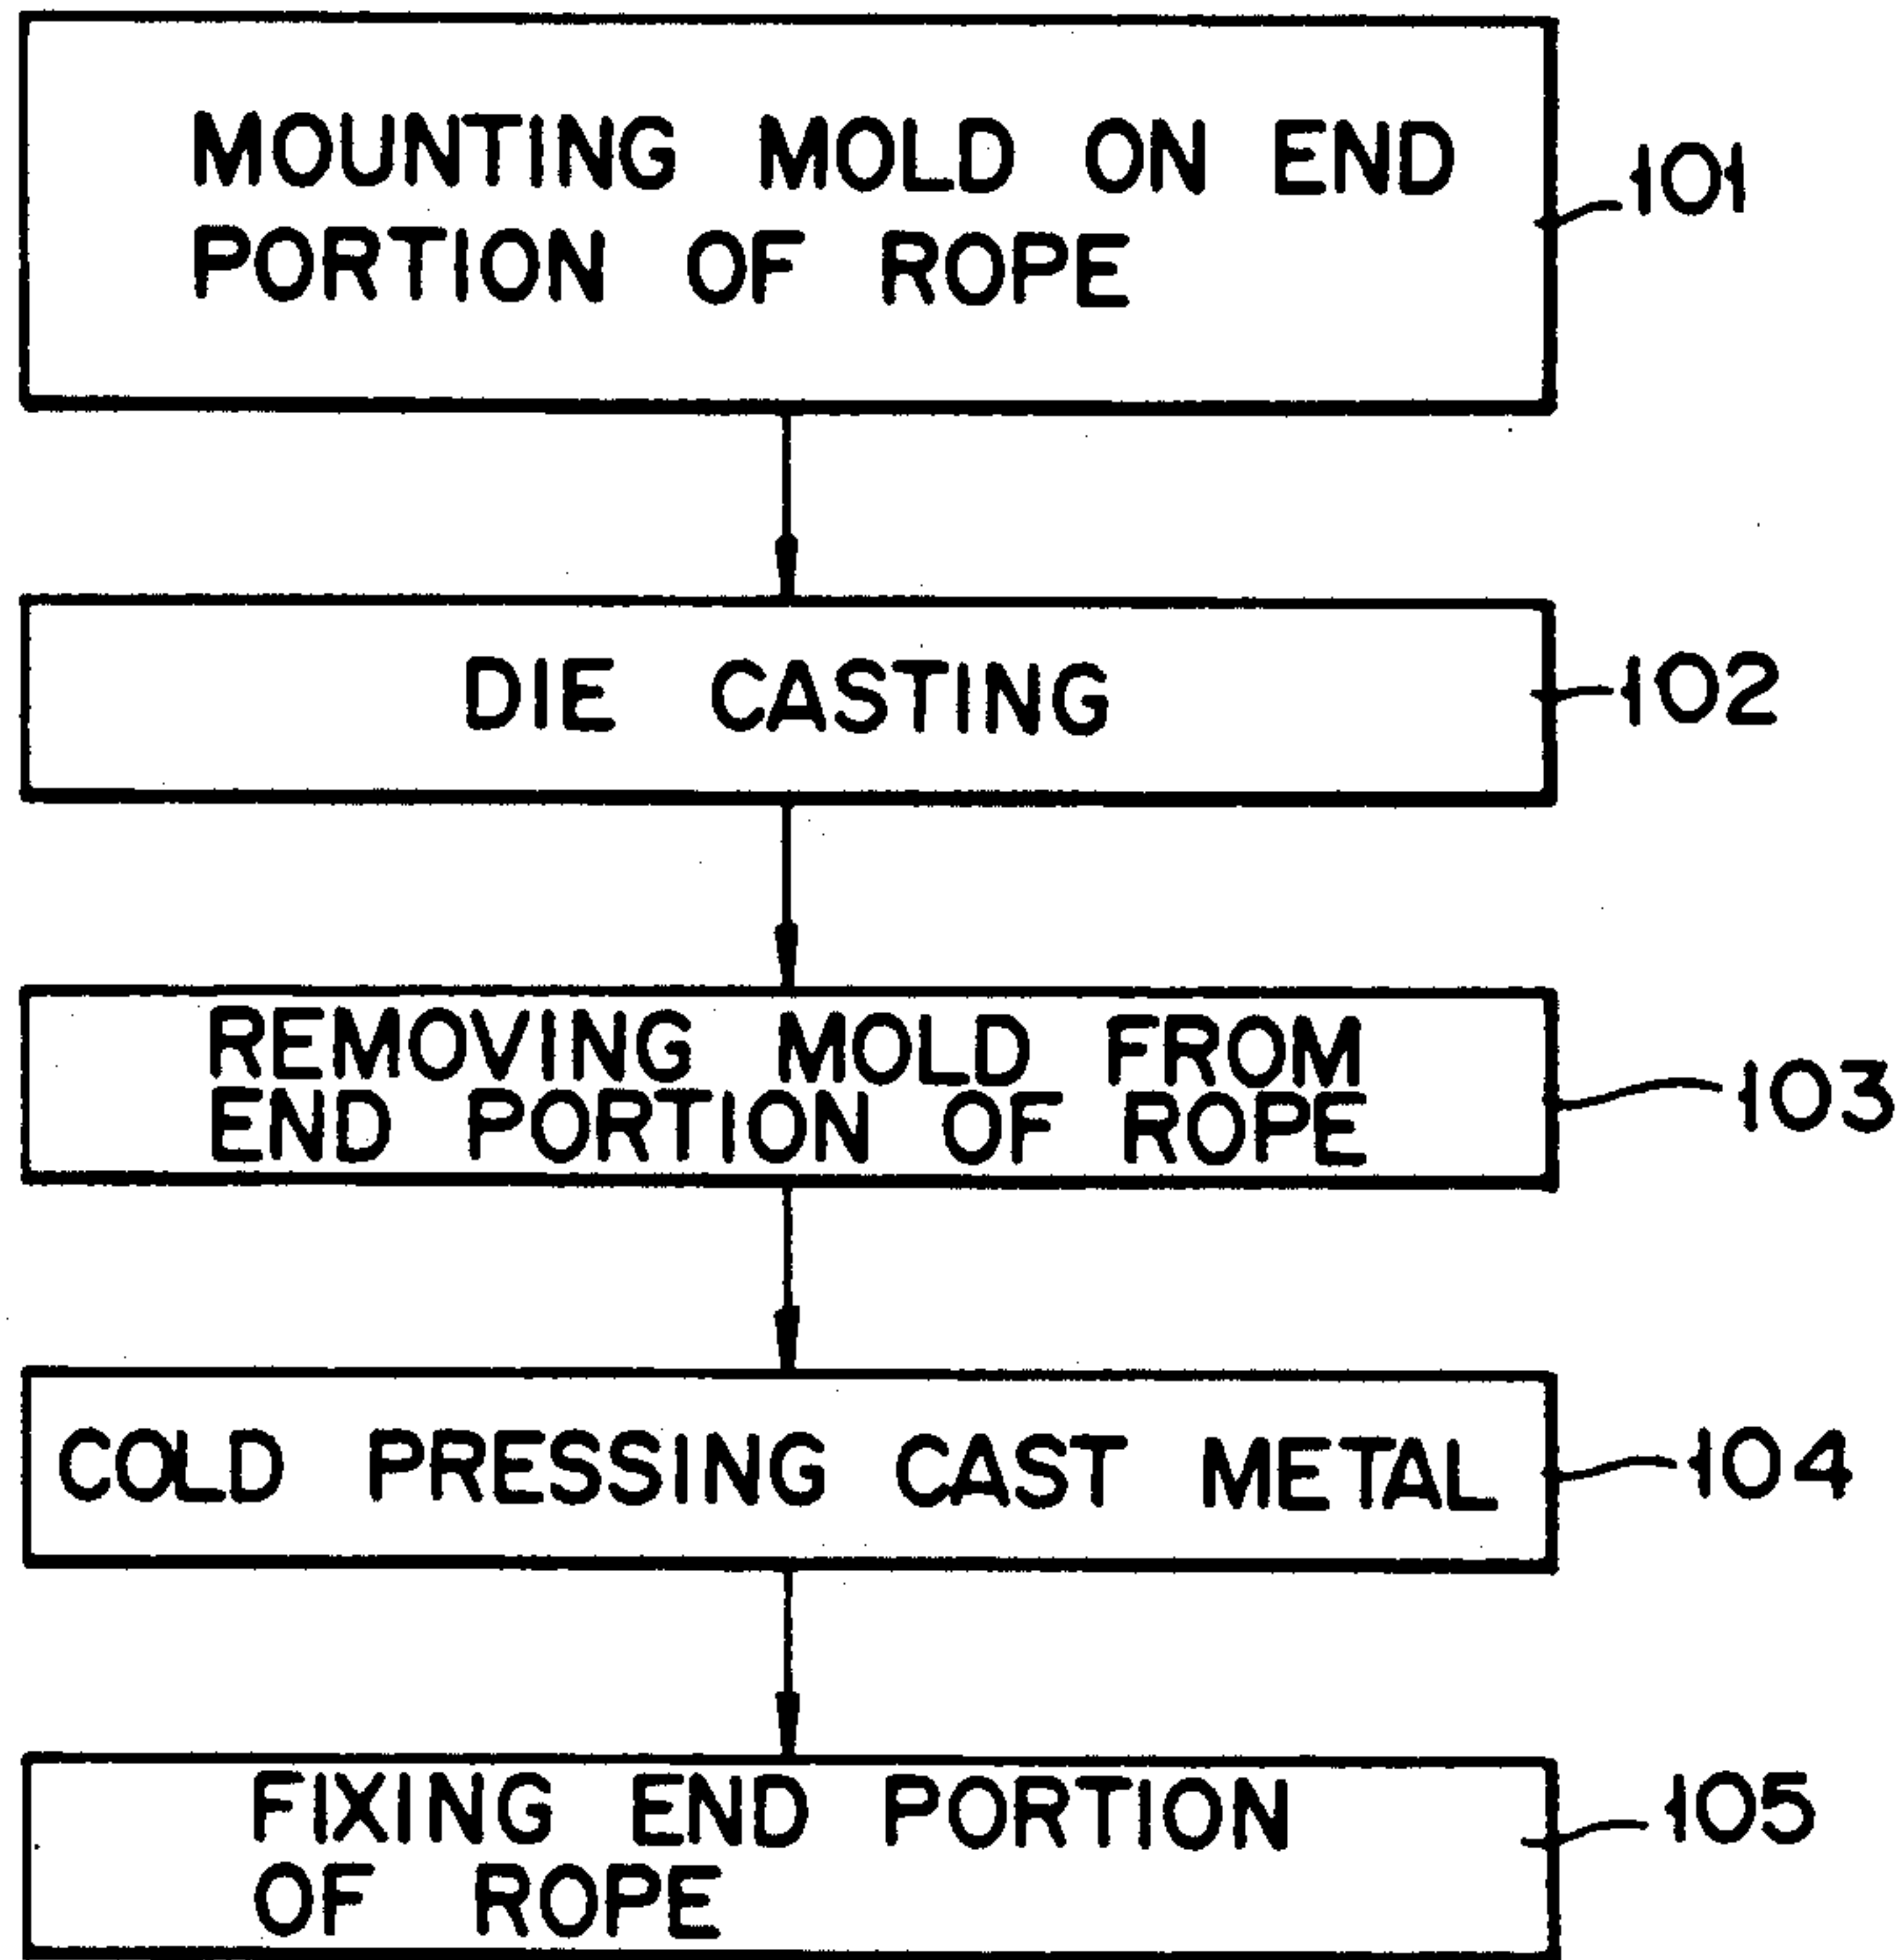 MOUNTING MOLD ON END
PORTION OF ROPE
101
DIE CASTING
102
REMOVING MOLD FROM
END PORTION OF ROPE
103
COLD PRESSING CAST METAL
104
FIXING END PORTION
OF ROPE
105